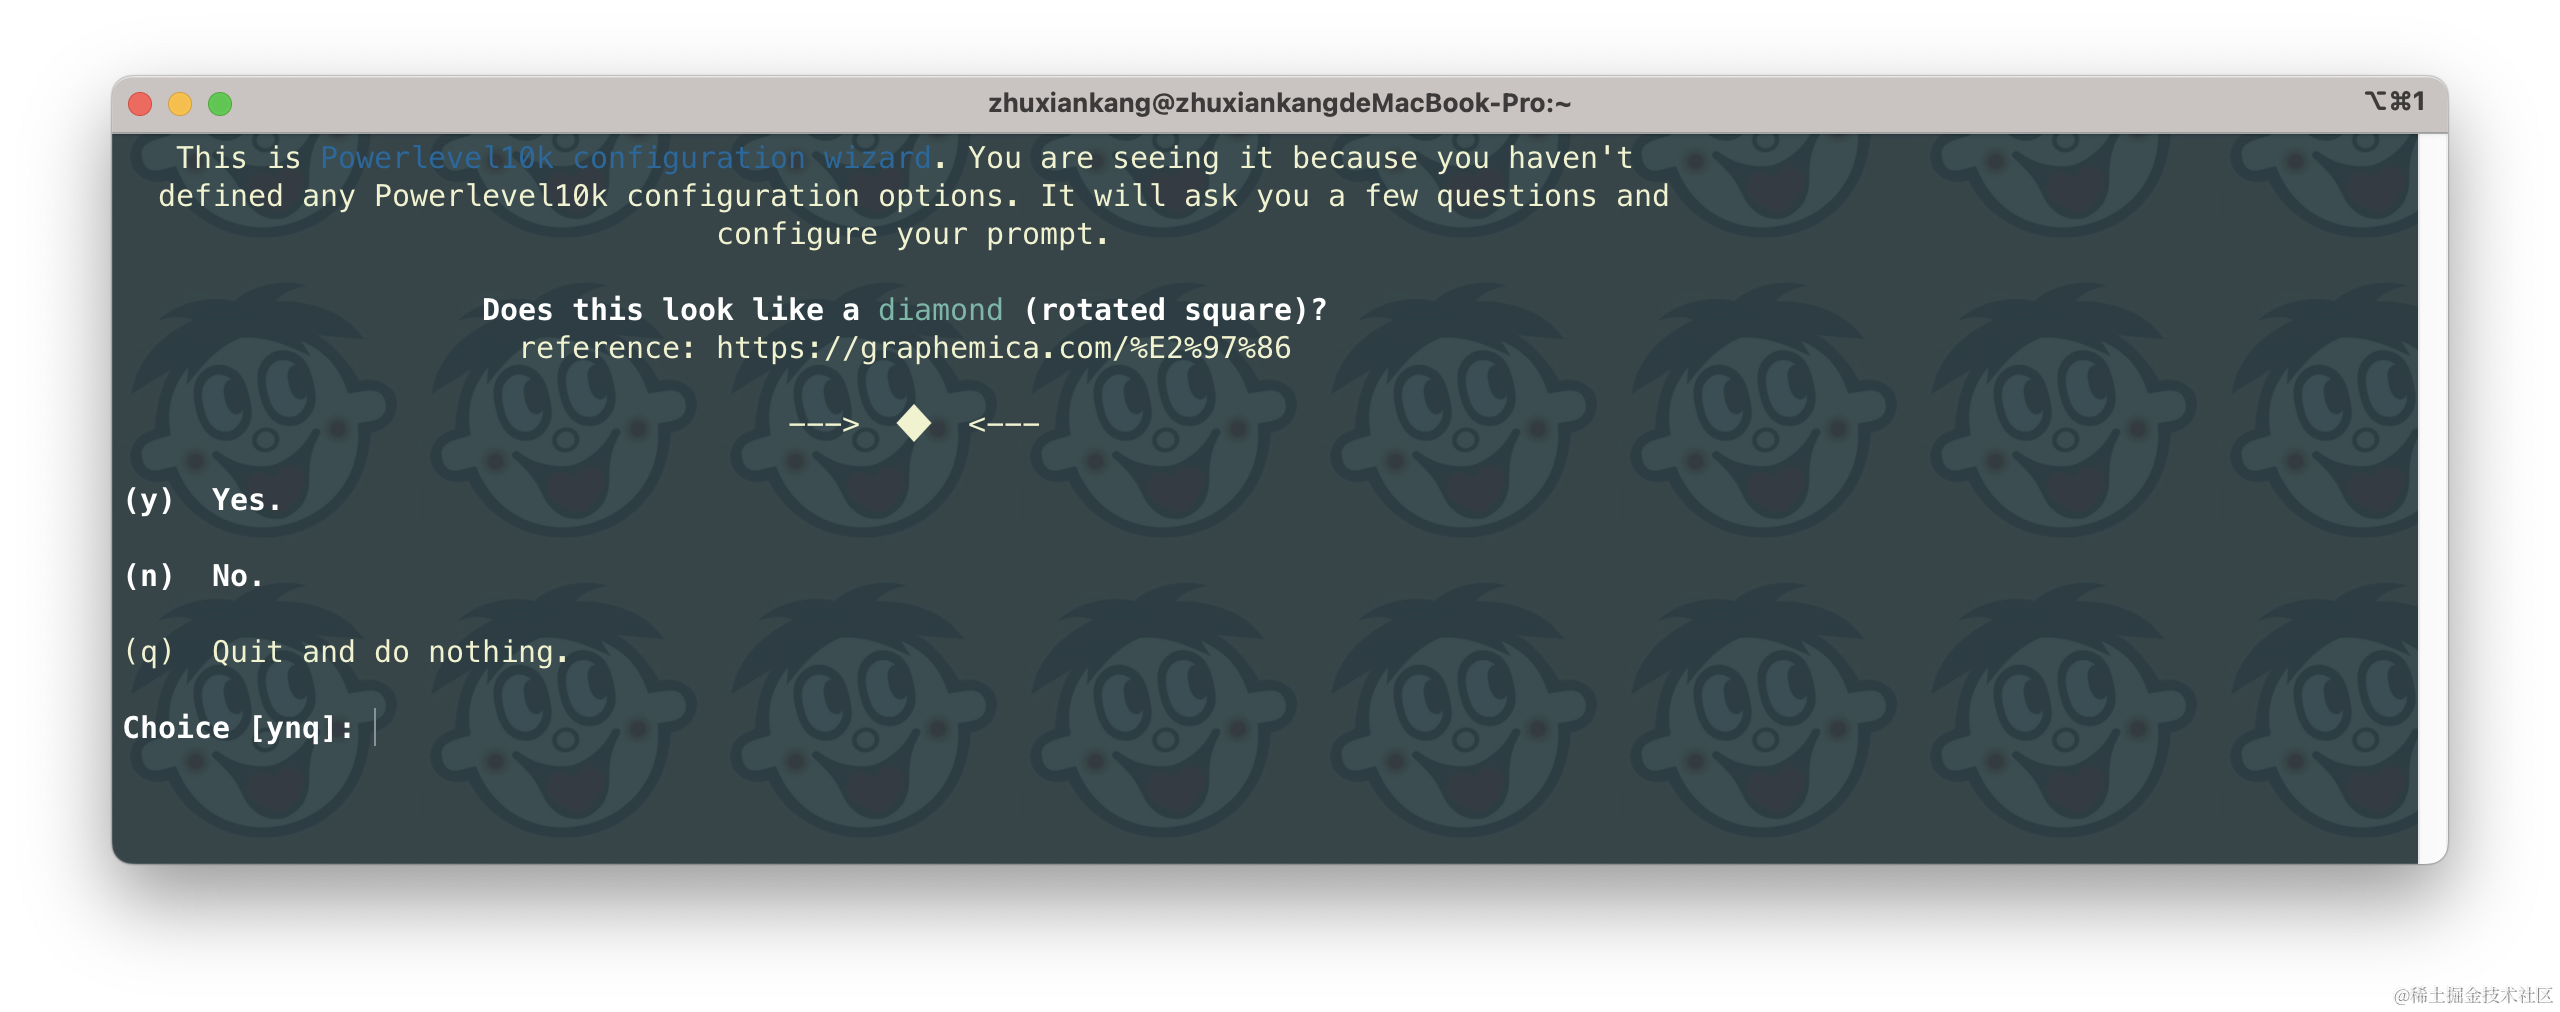 zhuxiankang@zhuxiankangdeMacBook-Pro:~
⌥⌘1
This is Powerlevel10k configuration wizard. You are seeing it because you haven't
defined any Powerlevel10k configuration options. It will ask you a few questions and
configure your prompt.
Does this look like a diamond (rotated square)?
reference: https://graphemica.com/%E2%97%86
---> ◆ <---
(y) Yes.
(n) No.
(q) Quit and do nothing.
Choice [ynq]:
@稀土掘金技术社区